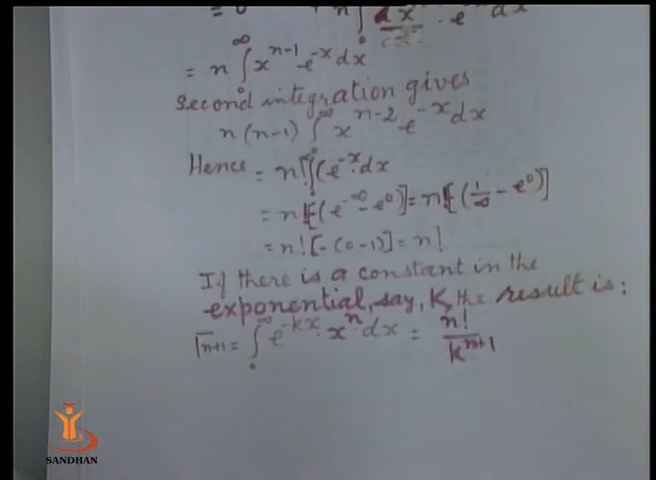 = n ∫₀^∞ x^{n-1} e^{-x} dx
Second integration gives
n(n-1) ∫₀^∞ x^{n-2} e^{-x} dx
Hence = n! ∫₀^∞ (e^{-x} dx
= n! [-(e^{-∞} - e^0)] = n! [-(1/∞ - e^0)]
= n! [-(0-1)] = n!
If there is a constant in the
exponential, say, K, the result is:
Γn+1 = ∫₀^∞ e^{-kx} · x^n dx = n!/k^{n+1}
SANDHAN